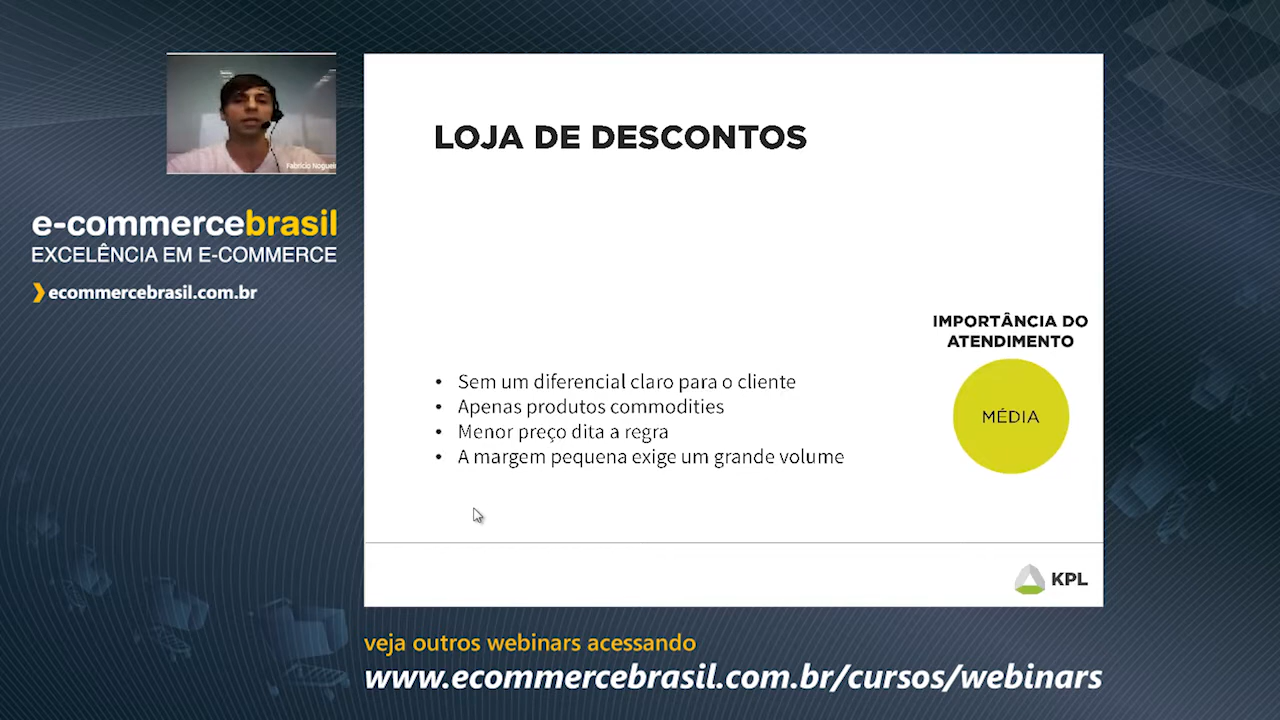 Fabricio Noguei
e-commercebrasil
EXCELÊNCIA EM E-COMMERCE
ecommercebrasil.com.br
LOJA DE DESCONTOS
IMPORTÂNCIA DO
ATENDIMENTO
MÉDIA
• Sem um diferencial claro para o cliente
• Apenas produtos commodities
• Menor preço dita a regra
• A margem pequena exige um grande volume
KPL
veja outros webinars acessando
www.ecommercebrasil.com.br/cursos/webinars